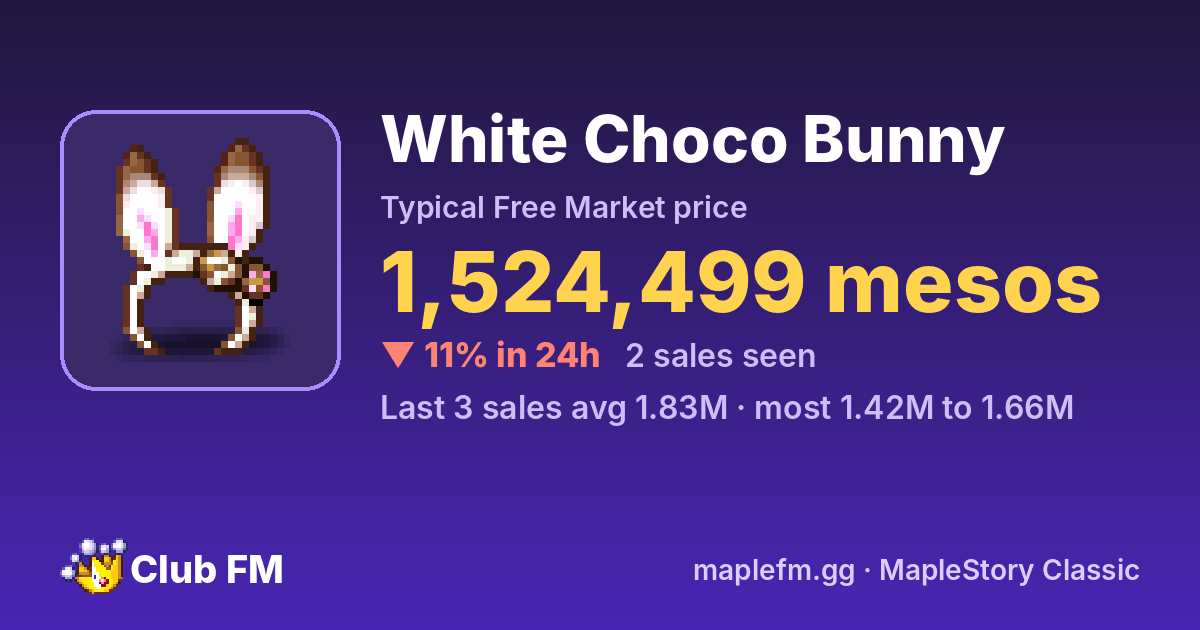 White Choco Bunny
Typical Free Market price
1,524,499 mesos
▼ 11% in 24h 2 sales seen
Last 3 sales avg 1.83M · most 1.42M to 1.66M
Club FM
maplefm.gg · MapleStory Classic